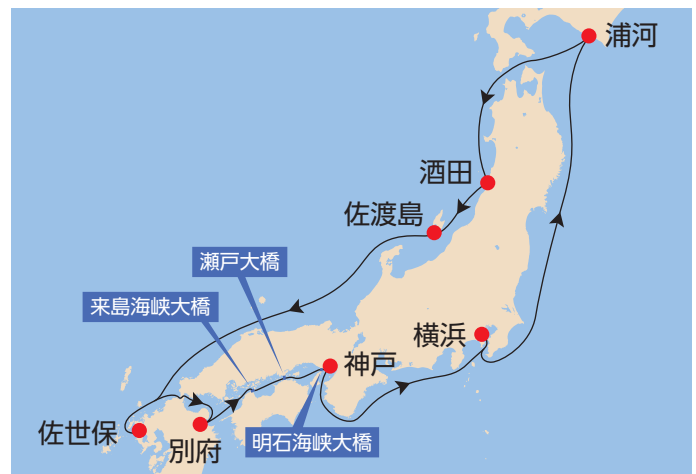 浦河
酒田
佐渡島
瀬戸大橋
来島海峡大橋
横浜
神戸
佐世保
別府
明石海峡大橋